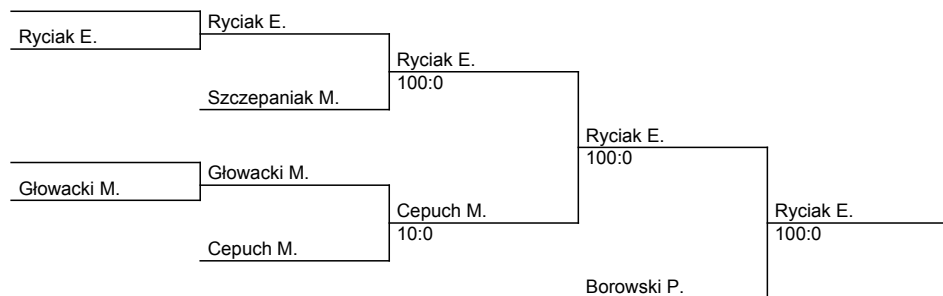 Ryciak E.
Ryciak E.
Ryciak E.
100:0
Szczepaniak M.
Ryciak E.
100:0
Głowacki M.
Głowacki M.
Cepuch M.
10:0
Cepuch M.
Ryciak E.
100:0
Borowski P.